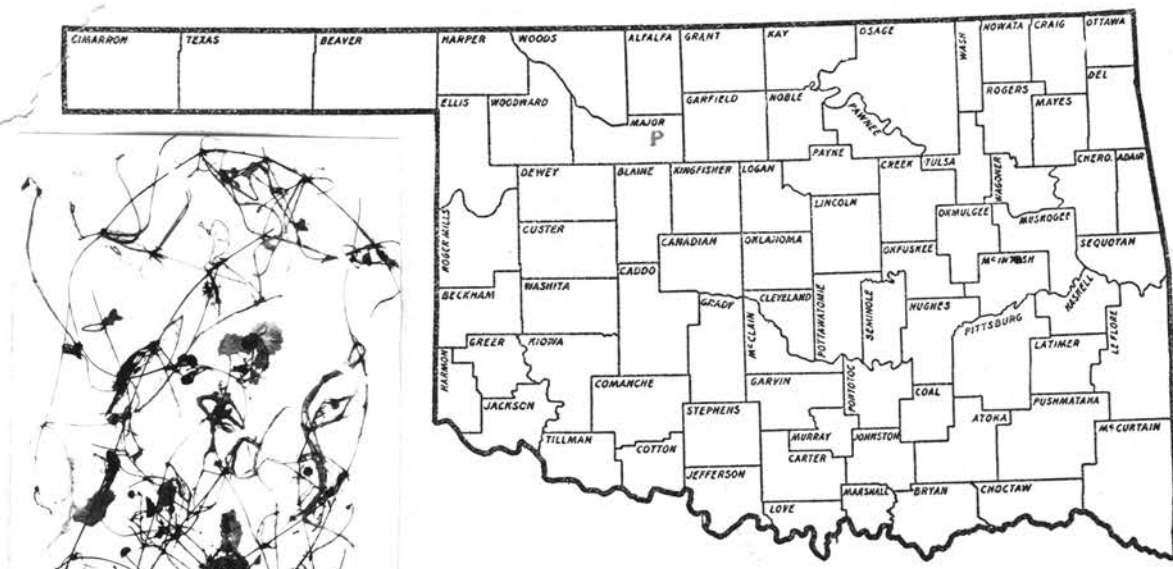 CIMARRON TEXAS BEAVER HARPER WOODS ALFALFA GRANT KAY OSAGE WASH NOWATA CRAIG OTTAWA
ELLIS WOODWARD MAJOR GARFIELD NOBLE PAWNEE ROGERS MAYES DEL
P
DEWEY BLAINE KINGFISHER LOGAN PAYNE CREEK TULSA WAGONER CHERO. ADAIR
ROGER MILLS CUSTER CANADIAN OKLAHOMA LINCOLN OKMULGEE MUSKOGEE
OKFUSKEE McINTOSH SEQUOYAH
BECKHAM WASHITA CADDO GRADY CLEVELAND POTTAWATOMIE SEMINOLE HUGHES PITTSBURG HASKELL
HARMON GREER KIOWA McCLAIN LATIMER LE FLORE
JACKSON COMANCHE STEPHENS GARVIN PONTOTOC COAL ATOKA PUSHMATAHA
TILLMAN COTTON MURRAY JOHNSTON McCURTAIN
JEFFERSON CARTER
LOVE MARSHALL BRYAN CHOCTAW